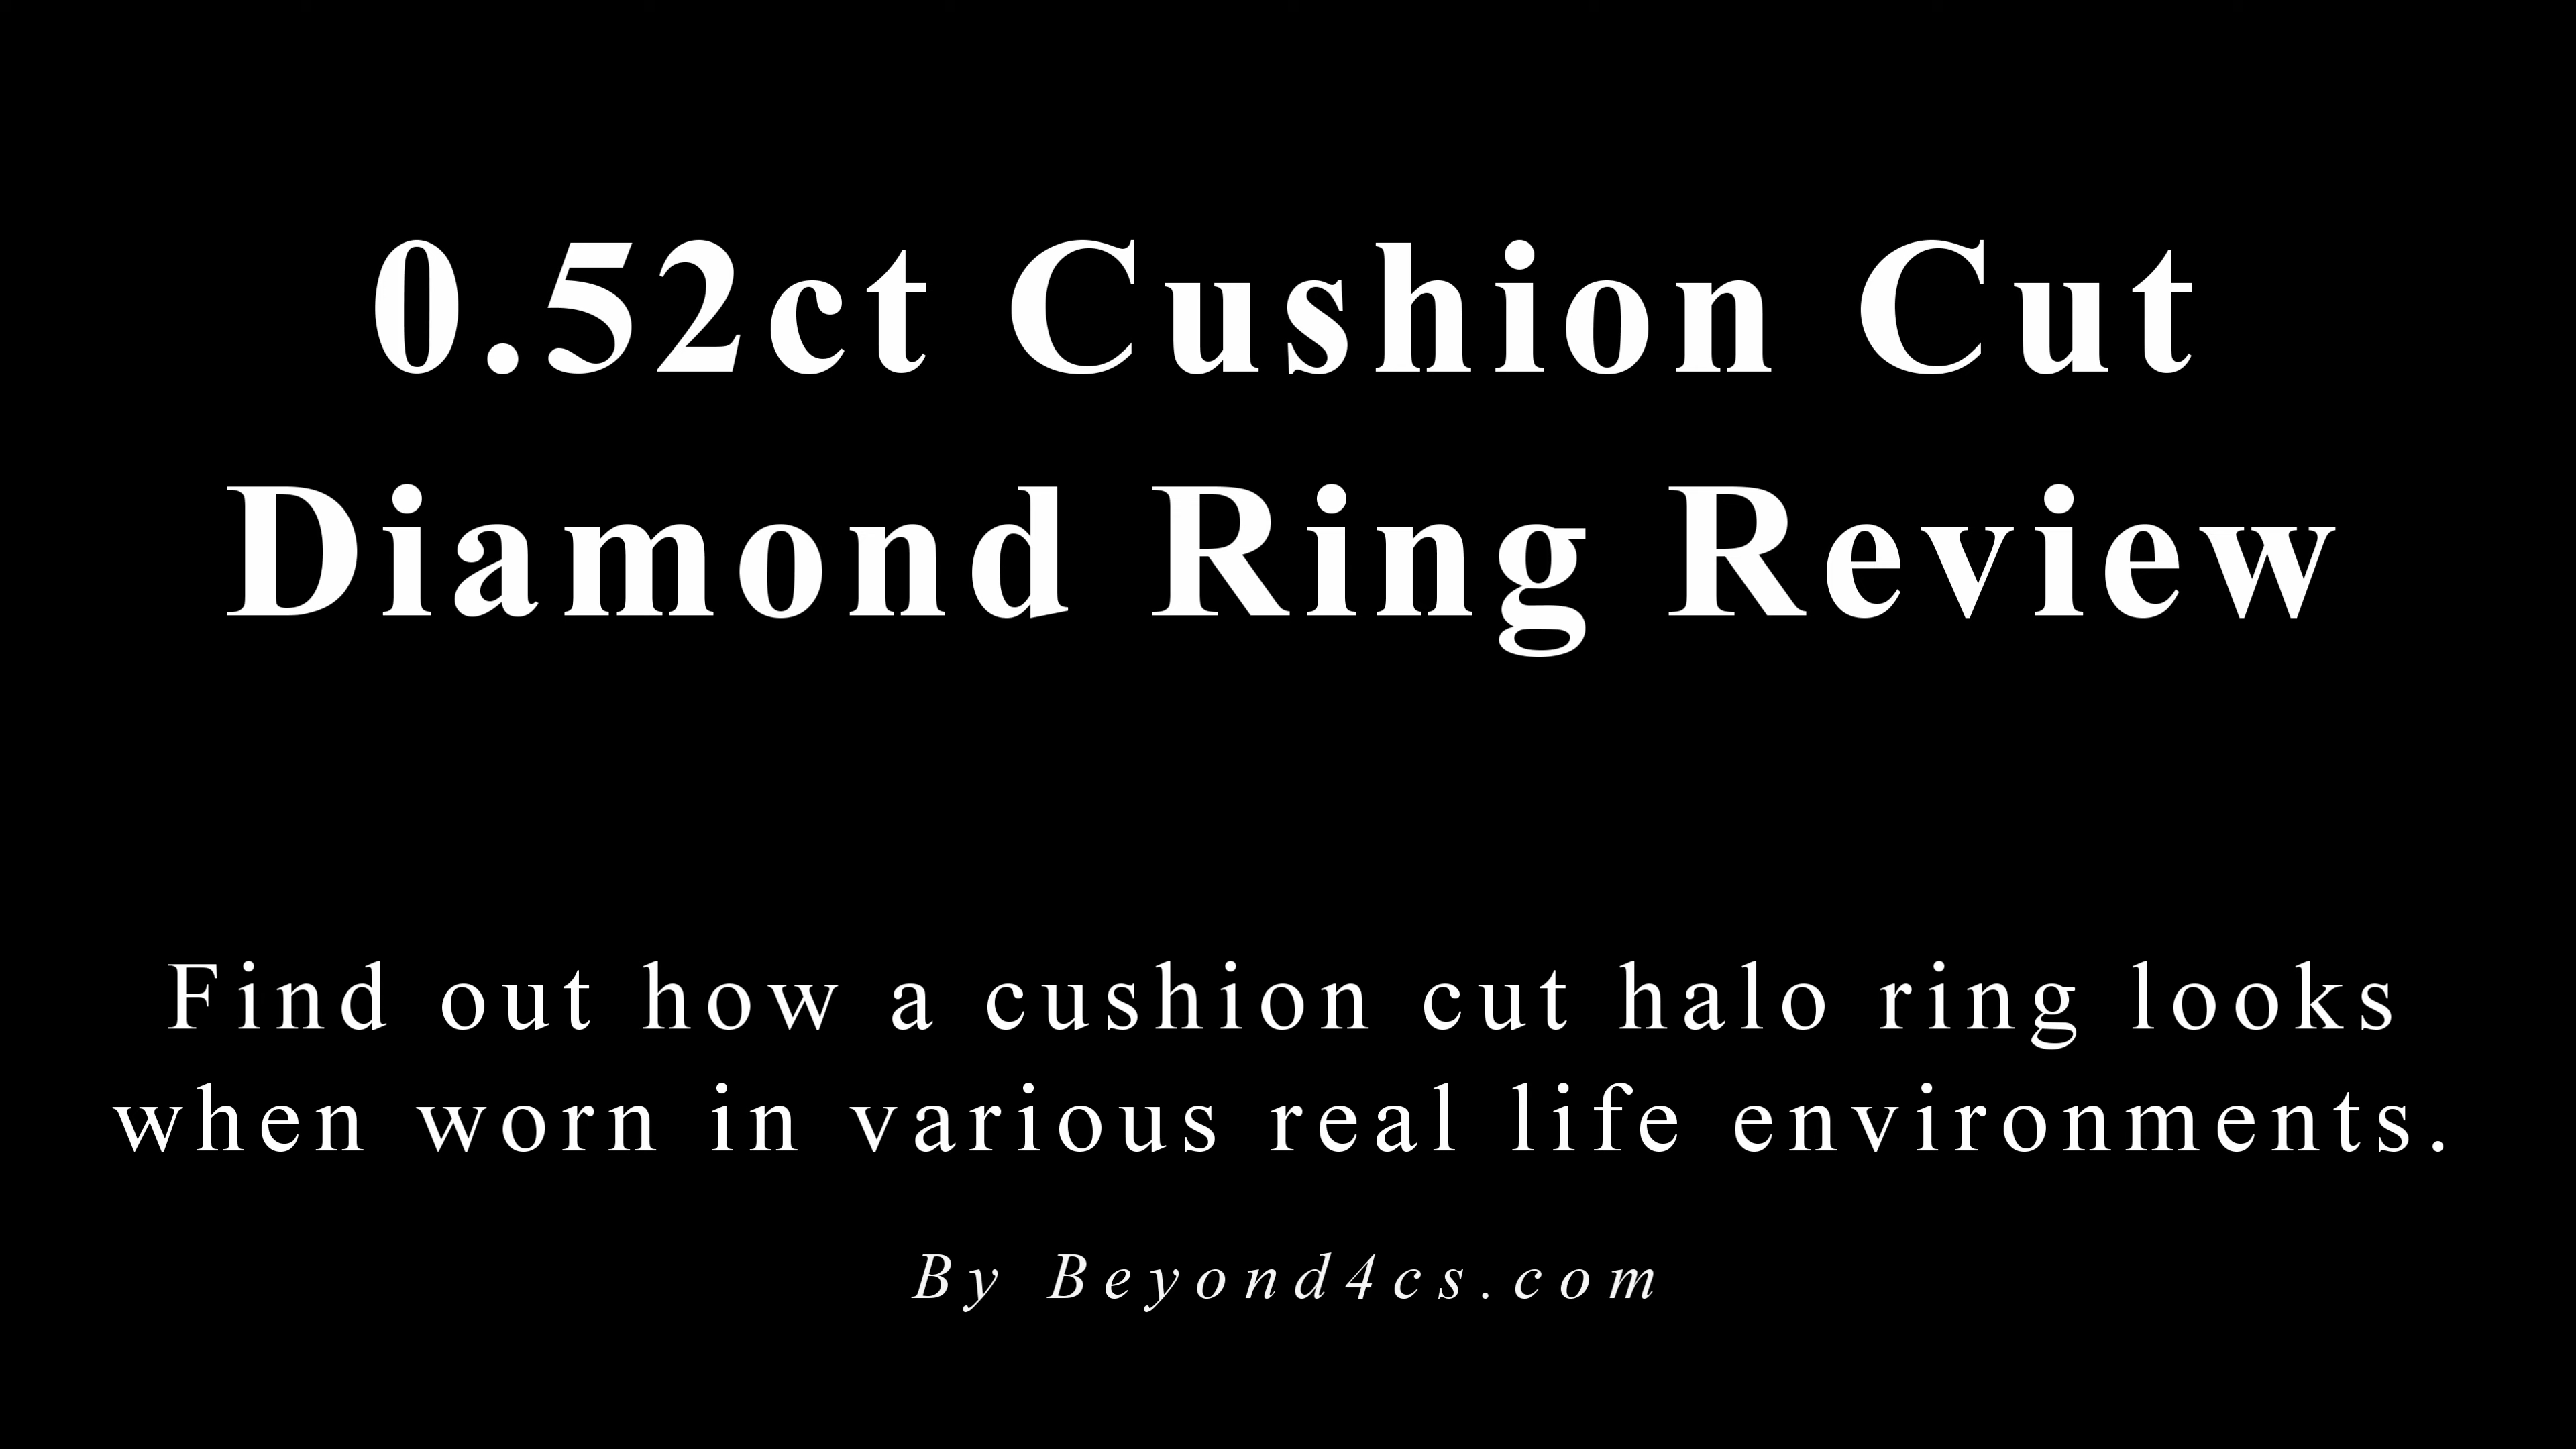 0.52ct Cushion Cut
Diamond Ring Review
Find out how a cushion cut halo ring looks
when worn in various real life environments.
By Beyond4cs.com